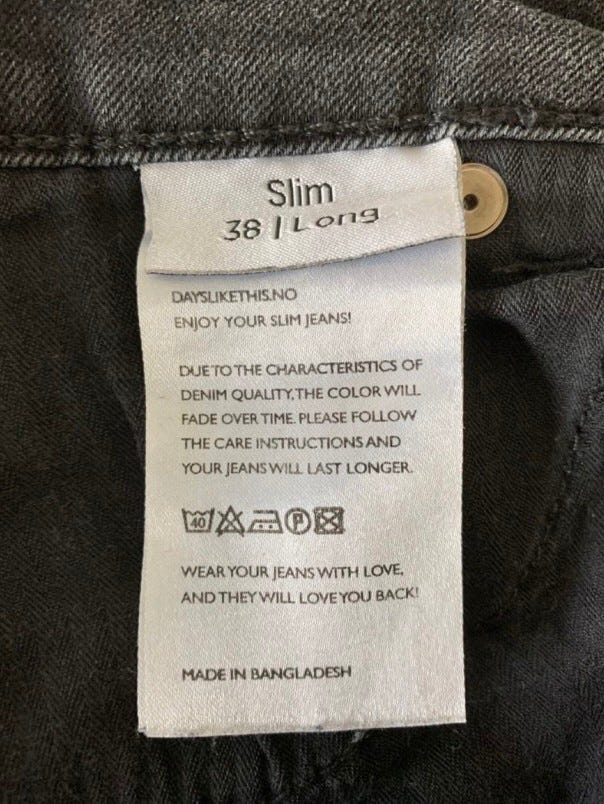 Slim
38 | Long
DAYSLIKETHIS.NO
ENJOY YOUR SLIM JEANS!
DUE TO THE CHARACTERISTICS OF
DENIM QUALITY, THE COLOR WILL
FADE OVER TIME. PLEASE FOLLOW
THE CARE INSTRUCTIONS AND
YOUR JEANS WILL LAST LONGER.
40 P
WEAR YOUR JEANS WITH LOVE,
AND THEY WILL LOVE YOU BACK!
MADE IN BANGLADESH